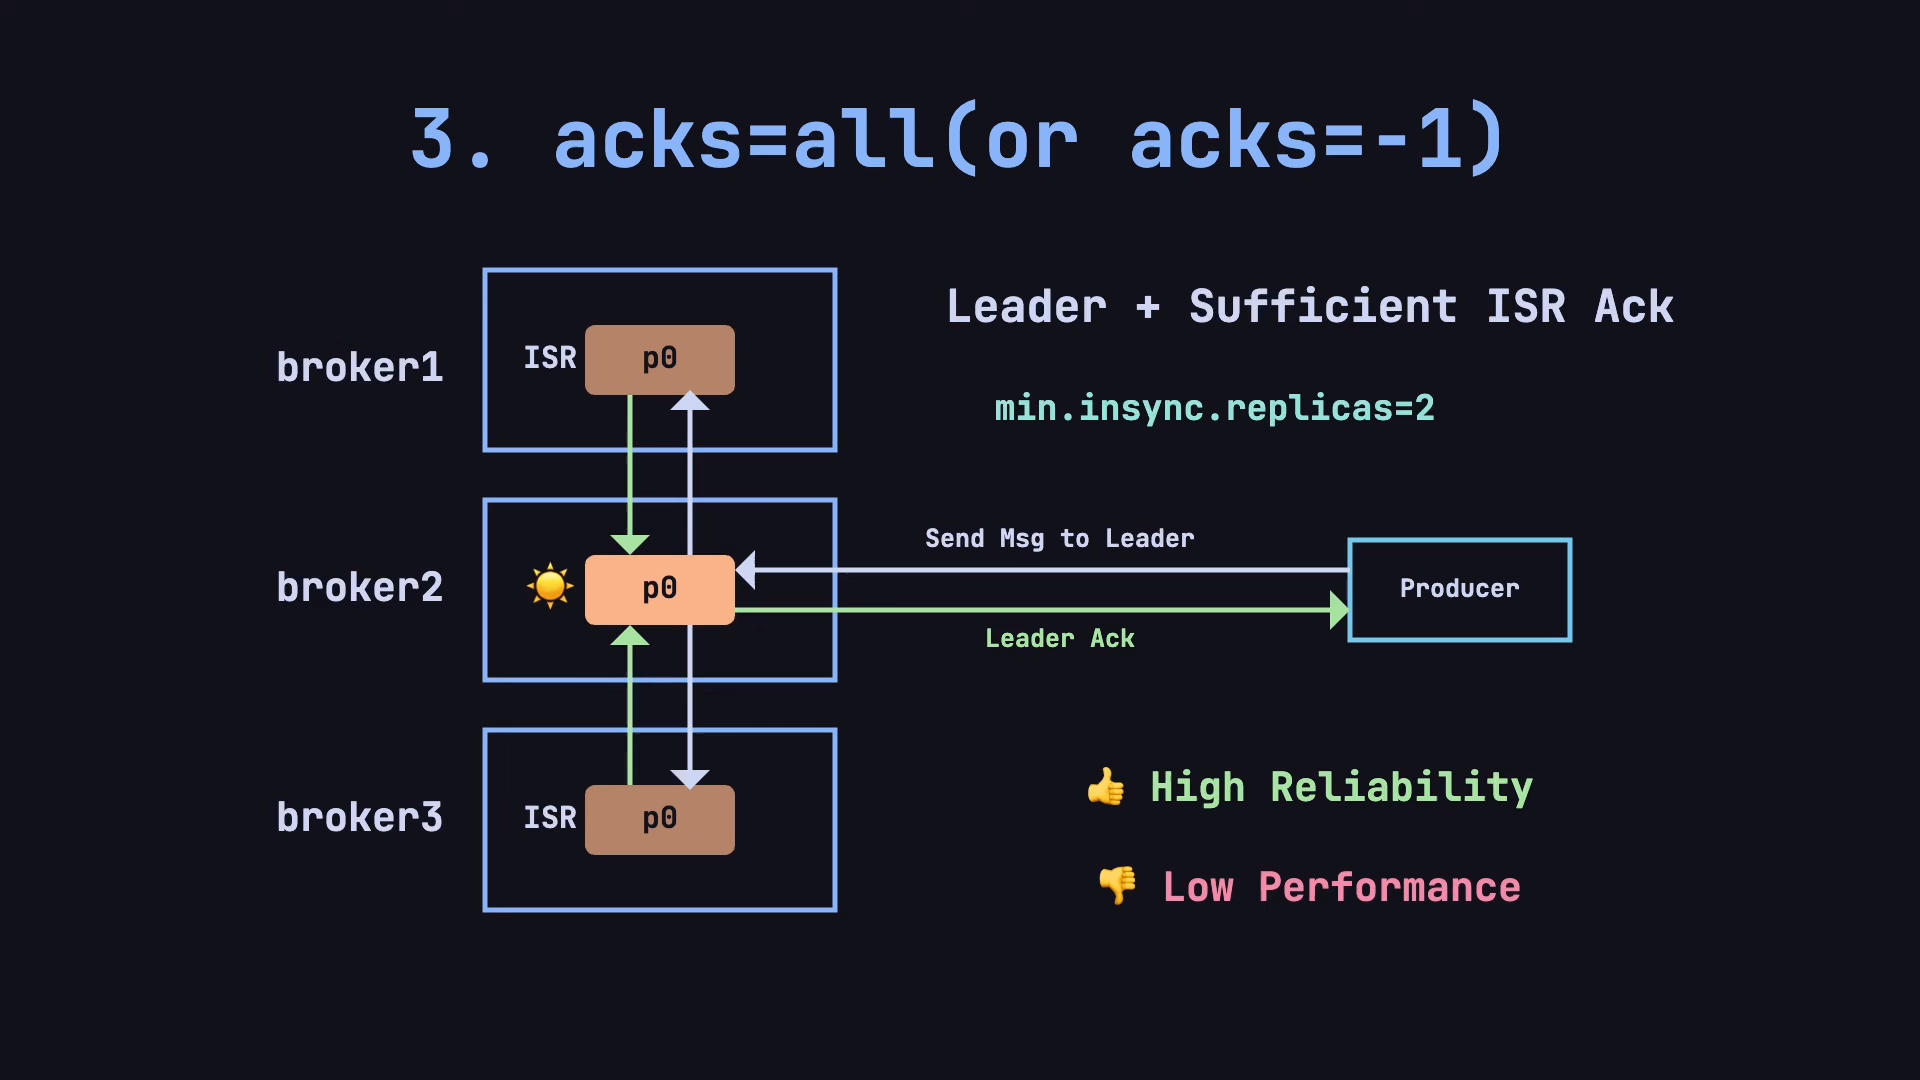 3. acks=all(or acks=-1)
Leader + Sufficient ISR Ack
ISR
p0
broker1
min.insync.replicas=2
Send Msg to Leader
broker2
p0
Producer
Leader Ack
High Reliability
broker3
ISR
p0
Low Performance